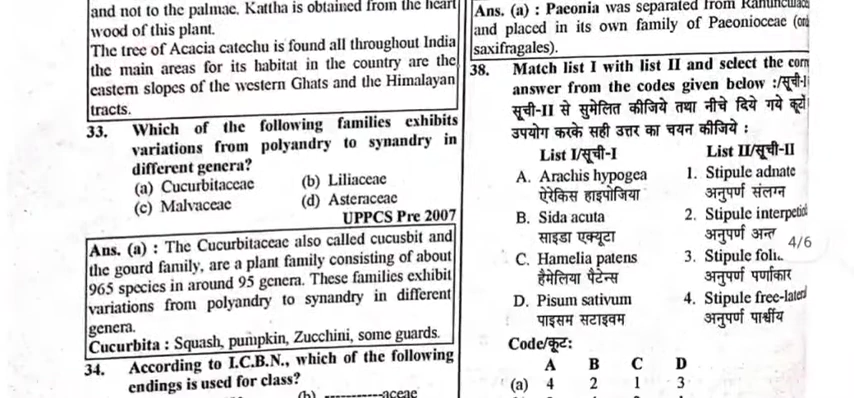 and not to the palmae. Kattha is obtained from the heart
wood of this plant.
The tree of Acacia catechu is found all throughout India
the main areas for its habitat in the country are the
eastern slopes of the western Ghats and the Himalayan
tracts.
33. Which of the following families exhibits
variations from polyandry to synandry in
different genera?
(a) Cucurbitaceae (b) Liliaceae
(c) Malvaceae (d) Asteraceae
UPPCS Pre 2007
Ans. (a) : The Cucurbitaceae also called cucusbit and
the gourd family, are a plant family consisting of about
965 species in around 95 genera. These families exhibit
variations from polyandry to synandry in different
genera.
Cucurbita : Squash, pumpkin, Zucchini, some guards.
34. According to I.C.B.N., which of the following
endings is used for class?
(b) ----------aceae
Ans. (a) : Paeonia was separated from
and placed in its own family of Paeonioceae
saxifragales).
38. Match list I with list II and select the
answer from the codes given below :/सूची-I
सूची-II से सुमेलित कीजिये तथा नीचे दिये गये
उपयोग करके सही उत्तर का चयन कीजिये :
List I/सूची-I List II/सूची-II
A. Arachis hypogea 1. Stipule adnate
ऐरेकिस हाइपोजिया अनुपर्ण संलग्न
B. Sida acuta 2. Stipule
साइडा एक्यूटा अनुपर्ण 4/6
C. Hamelia patens 3. Stipule
हैमेलिया पैटेन्स अनुपर्ण पर्णाकार
D. Pisum sativum 4. Stipule
पाइसम सटाइवम अनुपर्ण पार्श्वीय
Code/कूट:
A B C D
(a) 4 2 1 3